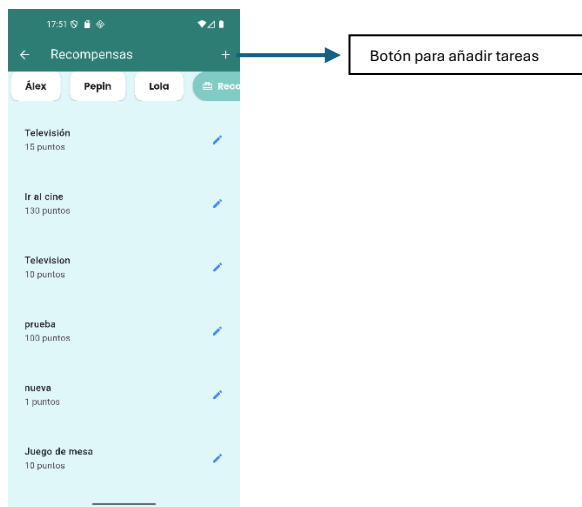 17:51
Recompensas +
Botón para añadir tareas
Álex Pepin Lola Reco
Televisión
15 puntos
Ir al cine
130 puntos
Television
10 puntos
prueba
100 puntos
nueva
1 puntos
Juego de mesa
10 puntos